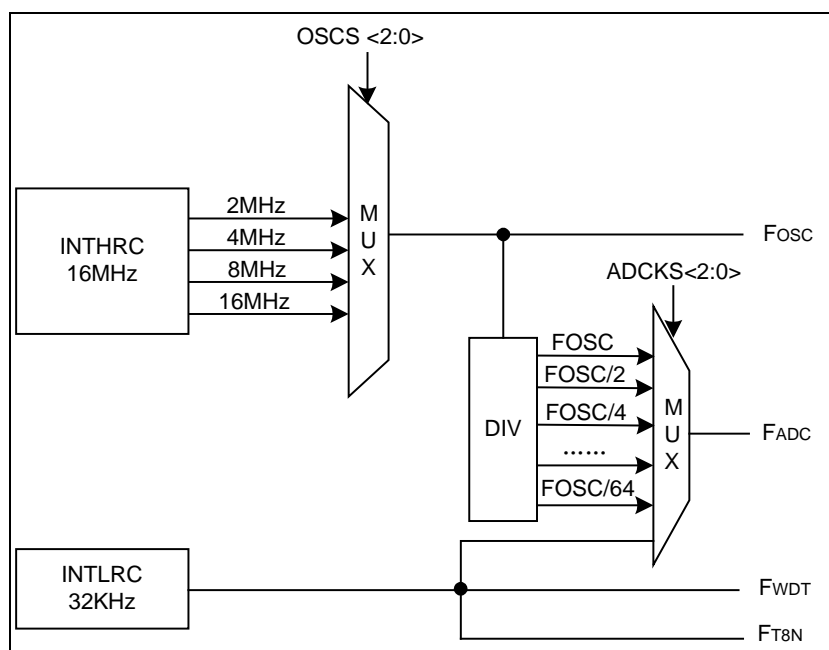 OSCS <2:0>
INTHRC
16MHz
2MHz
4MHz
8MHz
16MHz
M
U
X
FOSC
ADCKS<2:0>
DIV
FOSC
FOSC/2
FOSC/4
……
FOSC/64
M
U
X
FADC
INTLRC
32KHz
FWDT
FT8N